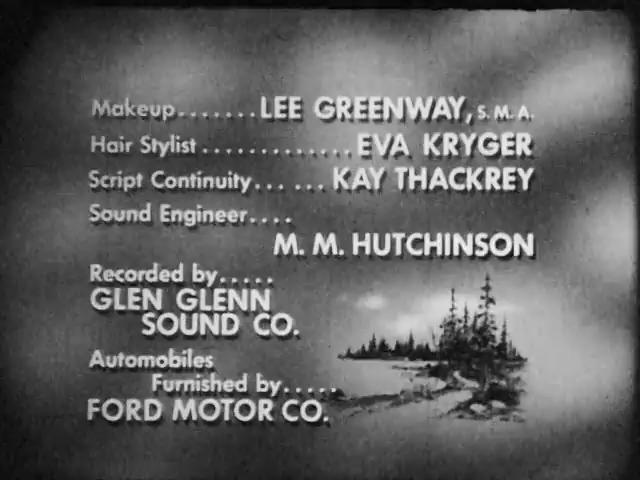 Makeup.......LEE GREENWAY, S. M. A.
Hair Stylist.............EVA KRYGER
Script Continuity... ...KAY THACKREY
Sound Engineer....
M. M. HUTCHINSON
Recorded by.....
GLEN GLENN
SOUND CO.
Automobiles
Furnished by.....
FORD MOTOR CO.